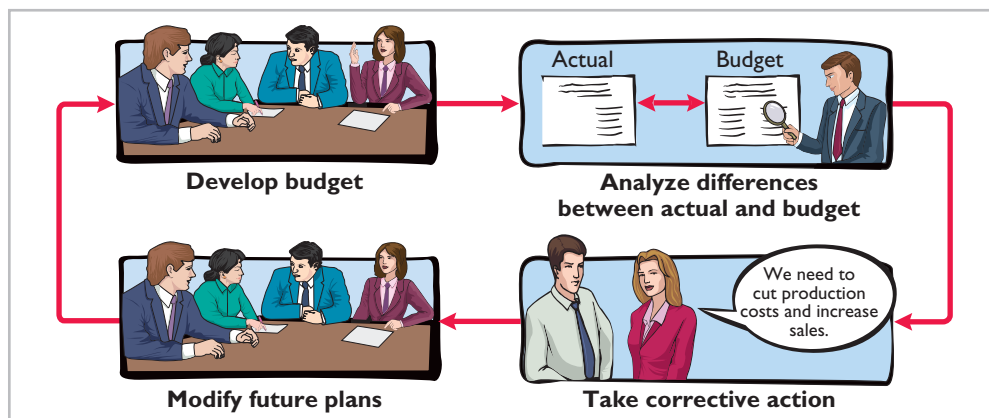 Actual
Budget
Develop budget
Analyze differences
between actual and budget
We need to
cut production
costs and increase
sales.
Modify future plans
Take corrective action